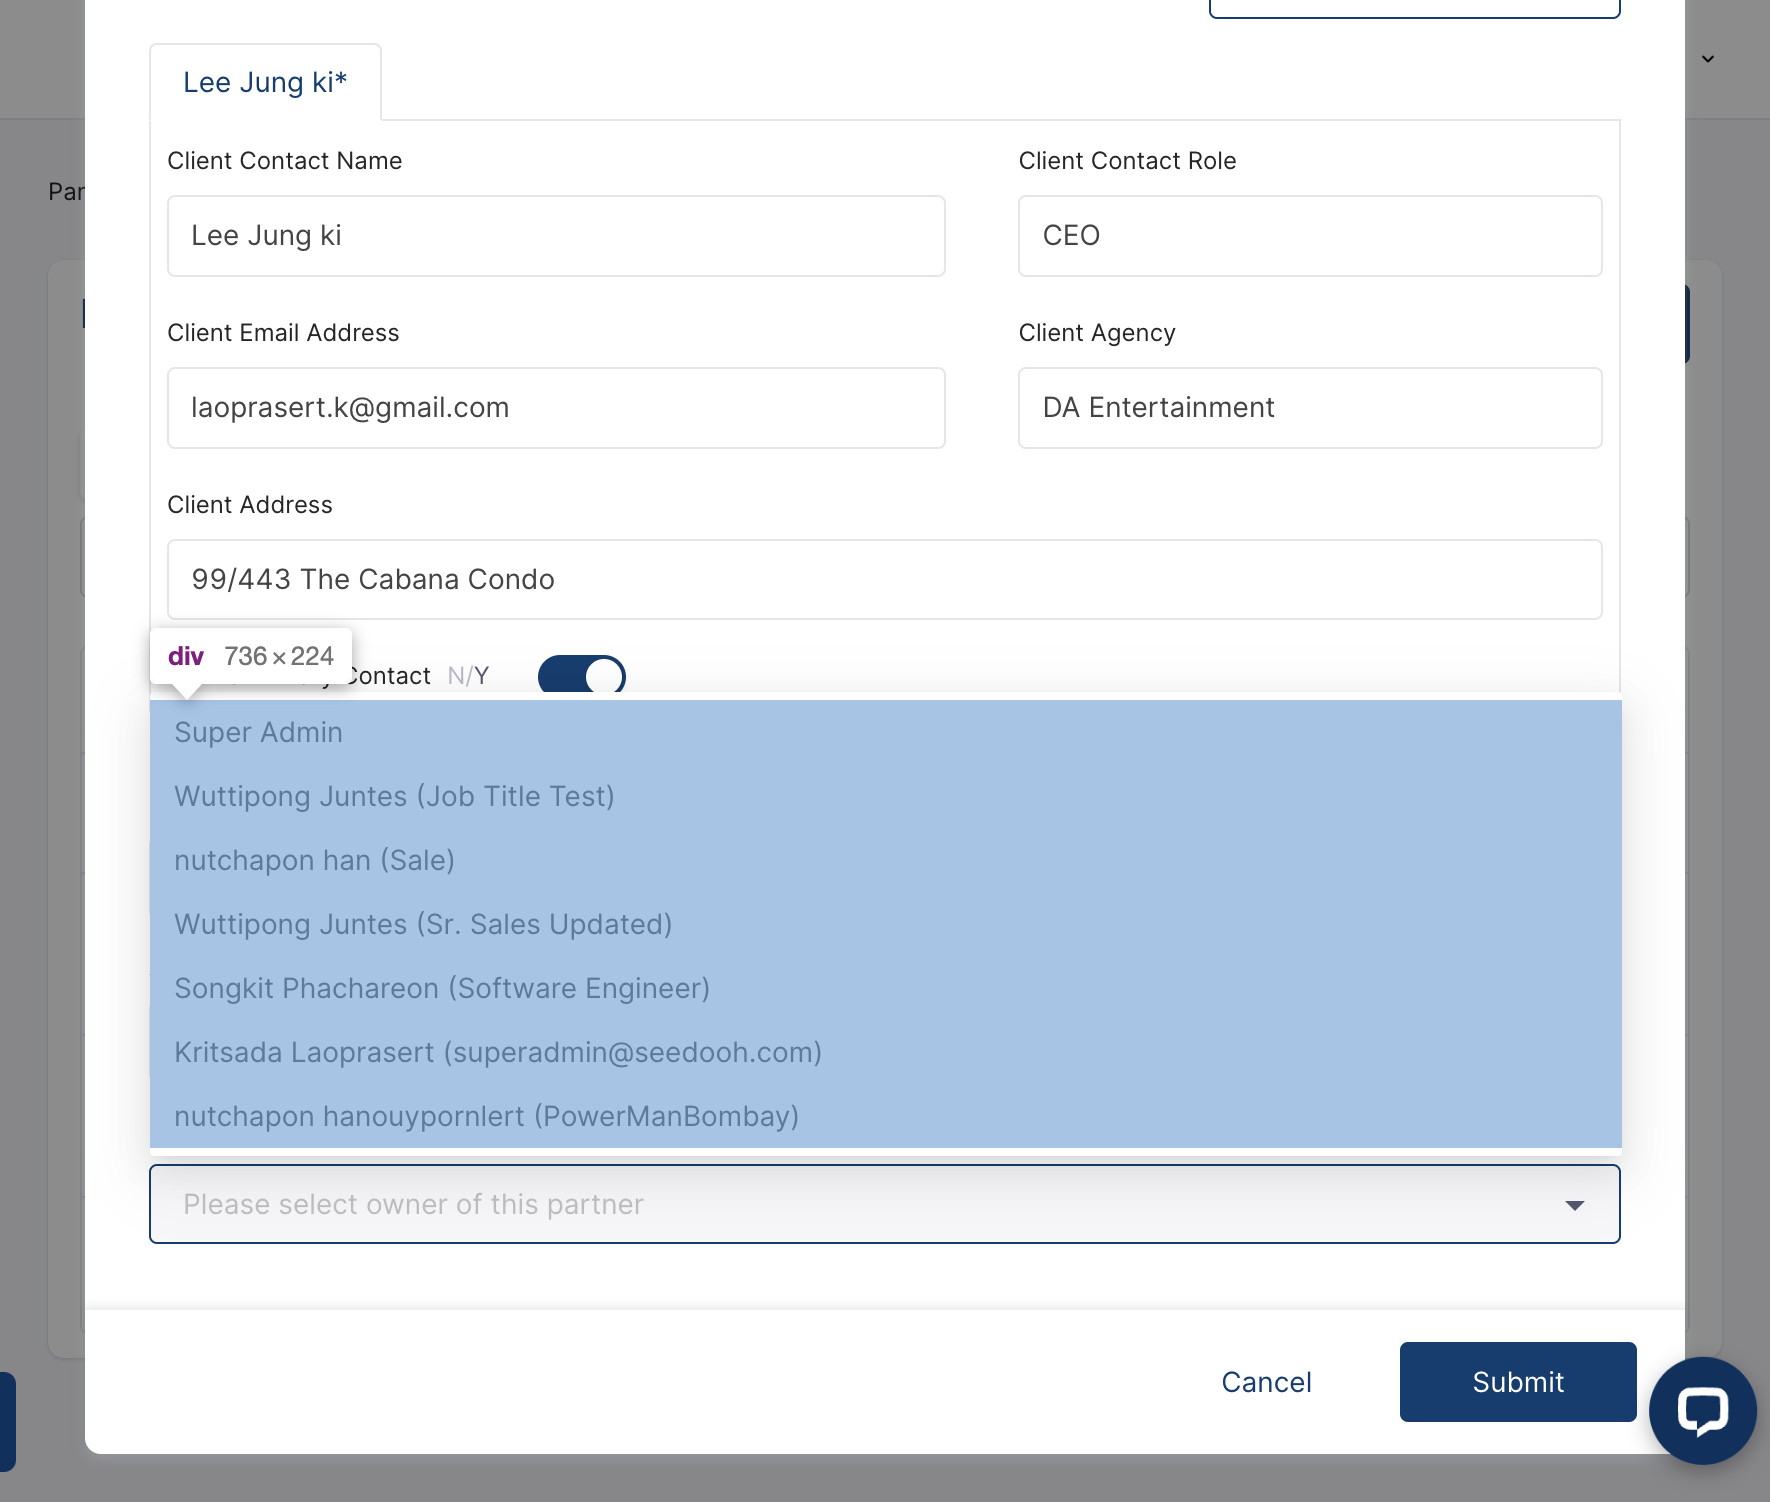 Lee Jung ki*
Par
Client Contact Name
Client Contact Role
Lee Jung ki
CEO
Client Email Address
Client Agency
laoprasert.k@gmail.com
DA Entertainment
Client Address
99/443 The Cabana Condo
div 736×224
Contact N/Y
Super Admin
Wuttipong Juntes (Job Title Test)
nutchapon han (Sale)
Wuttipong Juntes (Sr. Sales Updated)
Songkit Phachareon (Software Engineer)
Kritsada Laoprasert (superadmin@seedooh.com)
nutchapon hanouypornlert (PowerManBombay)
Please select owner of this partner
Cancel
Submit